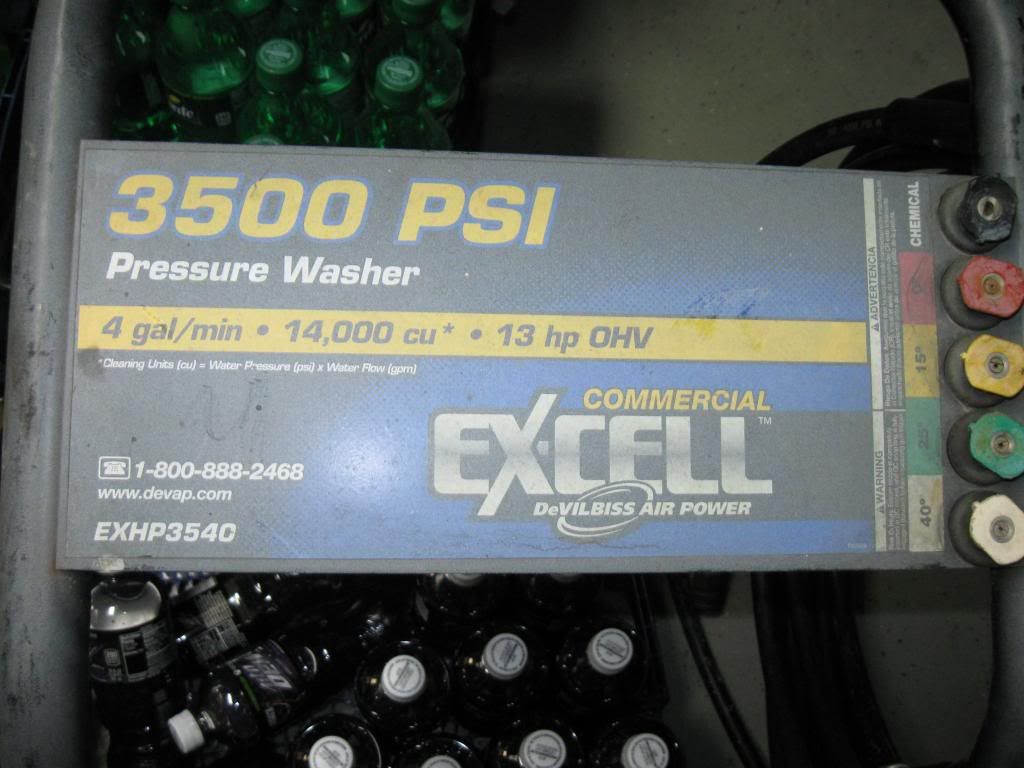 3500 PSI
Pressure Washer
4 gal/min • 14,000 cu* • 13 hp OHV
*Cleaning Units (cu) = Water Pressure (psi) x Water Flow (gpm)
COMMERCIAL
EXCELL™
DeVILBISS AIR POWER
1-800-888-2468
www.devap.com
EXHP3540
ADVERTENCIA
WARNING
CHEMICAL
0°
15°
25°
40°